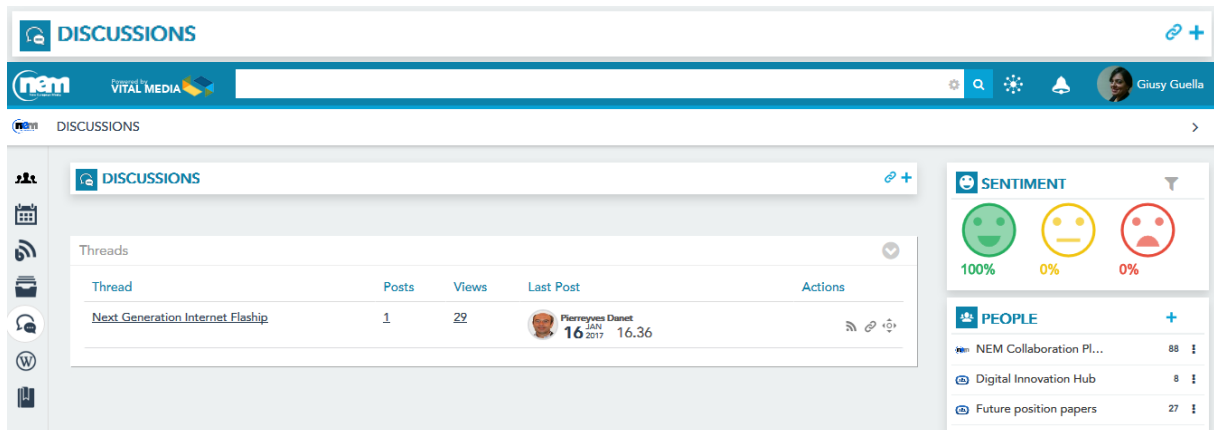 DISCUSSIONS
nem
Powered by
VITAL MEDIA
Giusy Guella
nem DISCUSSIONS
DISCUSSIONS
SENTIMENT
Threads
100% 0% 0%
Thread Posts Views Last Post Actions
Next Generation Internet Flaship 1 29 Pierreyves Danet
16 JAN 2017 16.36
PEOPLE
NEM Collaboration Pl... 88
Digital Innovation Hub 8
Future position papers 27